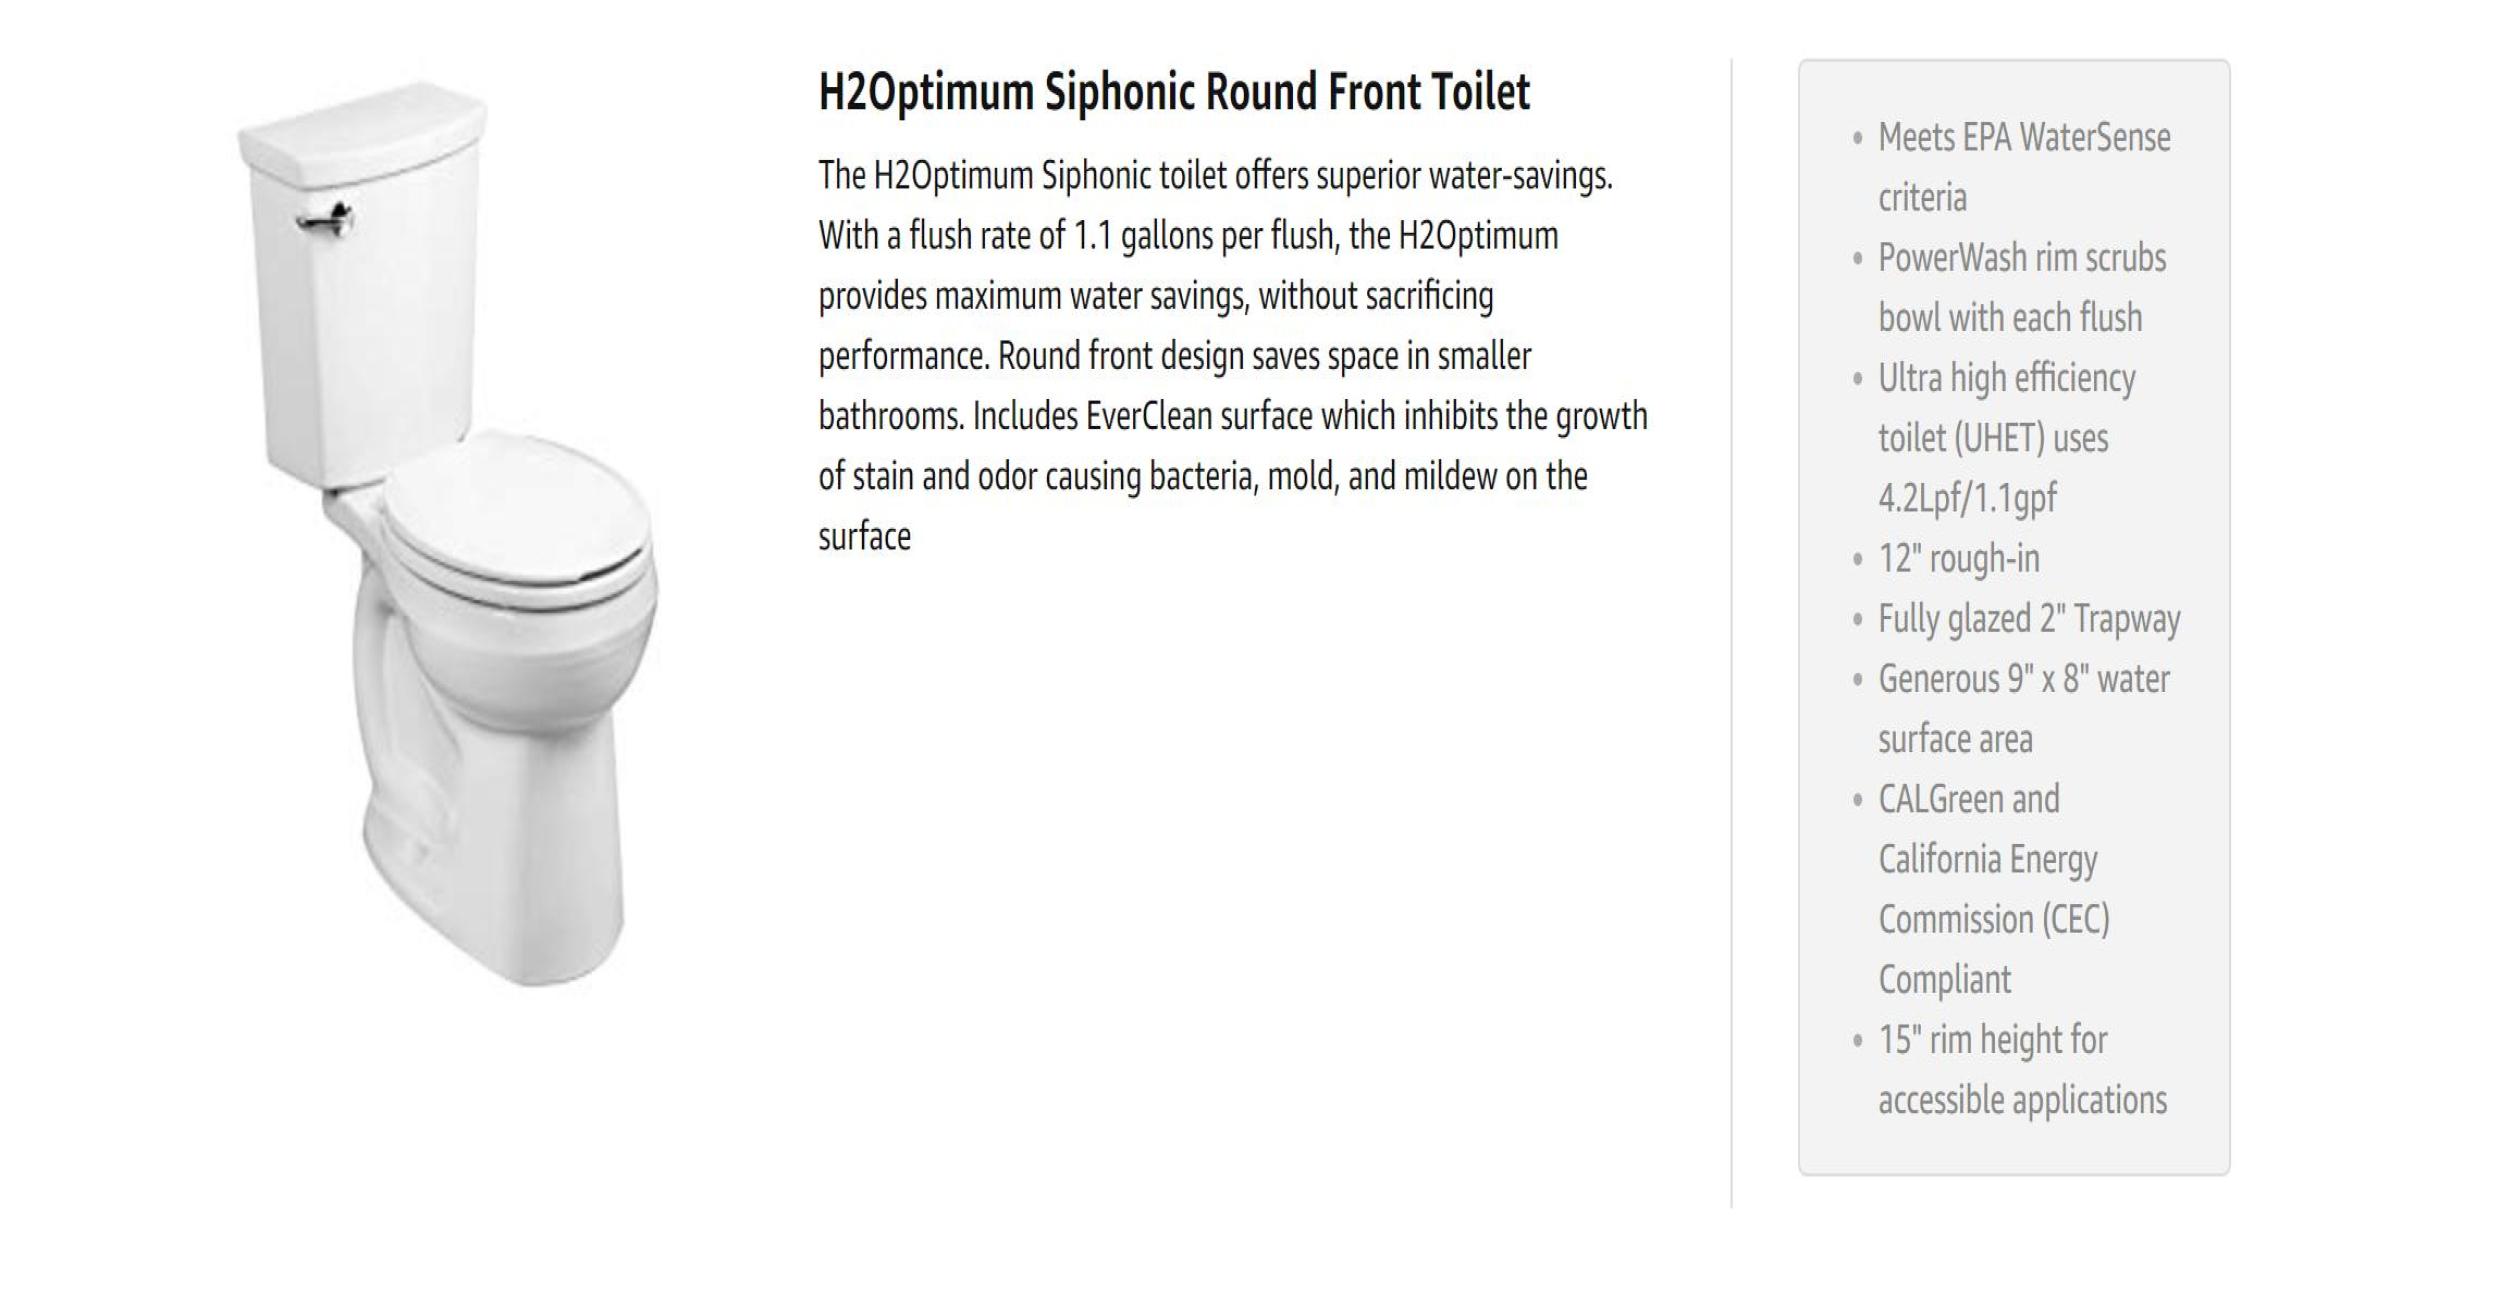 H2Optimum Siphonic Round Front Toilet
The H2Optimum Siphonic toilet offers superior water-savings.
With a flush rate of 1.1 gallons per flush, the H2Optimum
provides maximum water savings, without sacrificing
performance. Round front design saves space in smaller
bathrooms. Includes EverClean surface which inhibits the growth
of stain and odor causing bacteria, mold, and mildew on the
surface
• Meets EPA WaterSense
criteria
• PowerWash rim scrubs
bowl with each flush
• Ultra high efficiency
toilet (UHET) uses
4.2Lpf/1.1gpf
• 12" rough-in
• Fully glazed 2" Trapway
• Generous 9" x 8" water
surface area
• CALGreen and
California Energy
Commission (CEC)
Compliant
• 15" rim height for
accessible applications